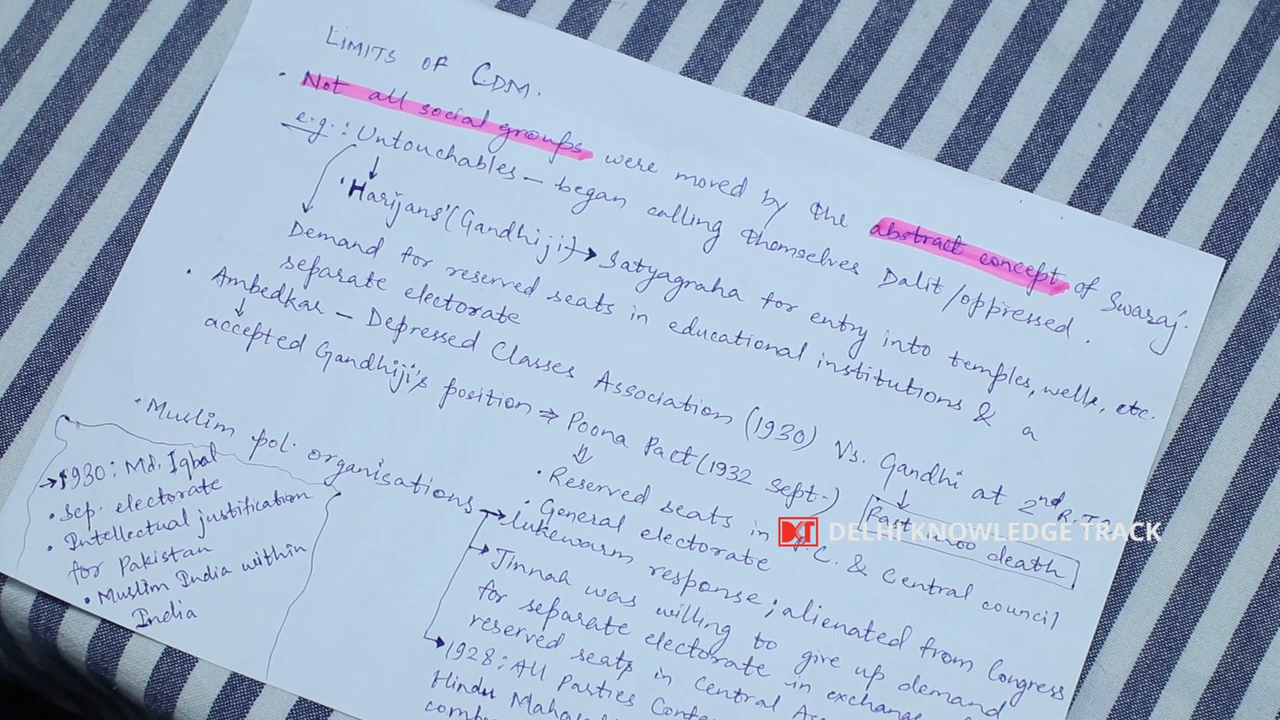 LIMITS OF CDM.
• Not all social groups were moved by the abstract concept of Swaraj.
e.g.: Untouchables – began calling themselves Dalit/oppressed.
"Harijans" (Gandhiji) → Satyagraha for entry into temples, wells, etc.
Demand for reserved seats in educational institutions & a
separate electorate
• Ambedkar – Depressed Classes Association (1930) Vs. Gandhi at 2nd R.T.C
accepted Gandhiji's position ⇒ Poona Pact (1932 Sept.)
Fast unto death
• Reserved seats in P.C. & Central council
• General electorate
• Muslim pol. organisations → lukewarm response; alienated from Congress
→ Jinnah was willing to give up demand
for separate electorate in exchange
reserved seats in Central
→ 1928: All Parties
Hindu
→ 1930: Md. Iqbal
• Sep. electorate
• Intellectual justification
for Pakistan
• Muslim India within
India
DKT DELHI KNOWLEDGE TRACK